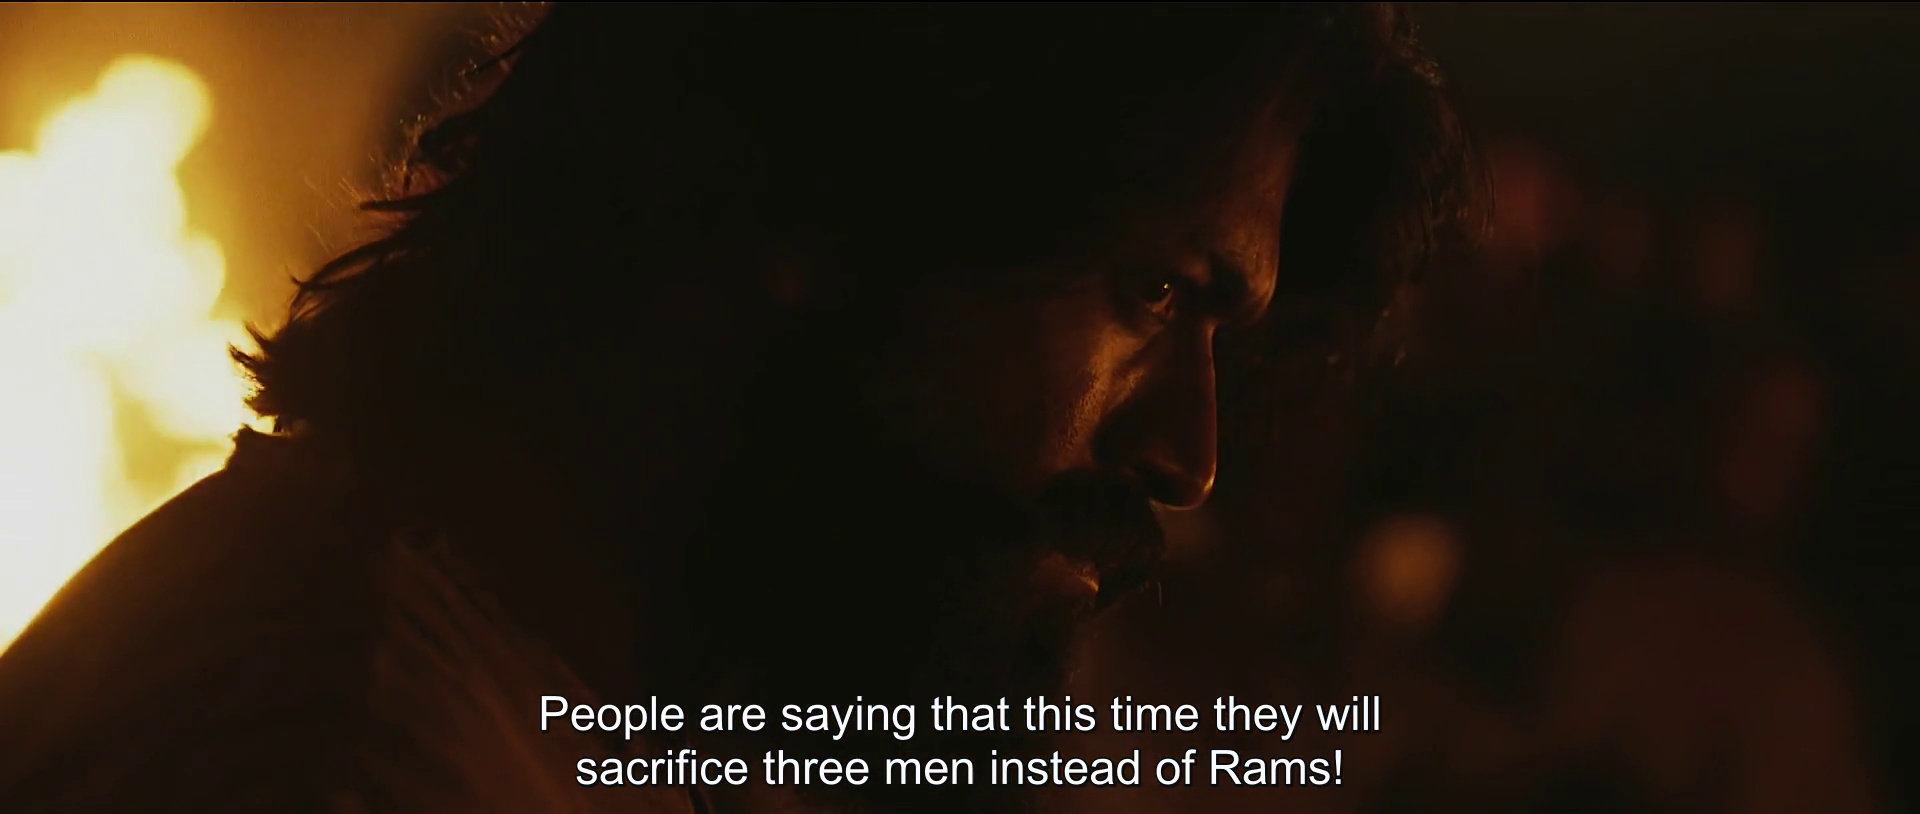 People are saying that this time they will
sacrifice three men instead of Rams!